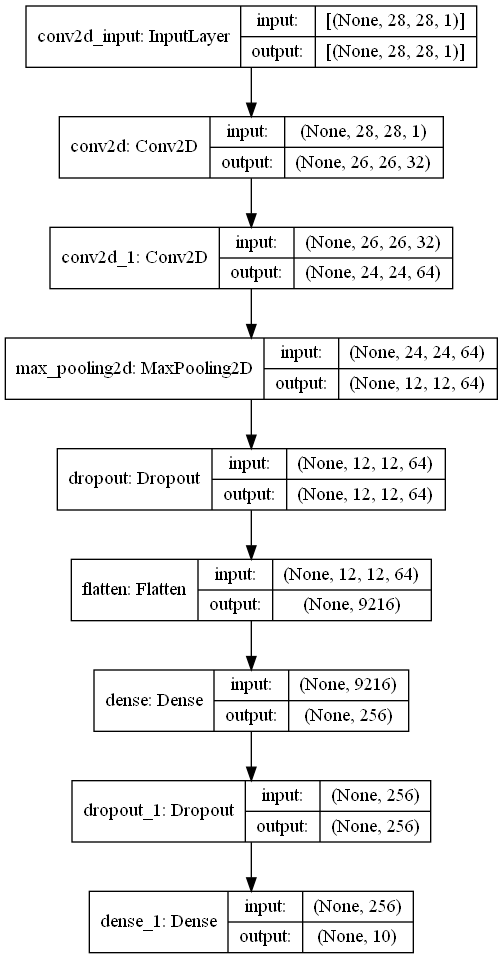 conv2d_input: InputLayer
input: [(None, 28, 28, 1)]
output: [(None, 28, 28, 1)]
conv2d: Conv2D
input: (None, 28, 28, 1)
output: (None, 26, 26, 32)
conv2d_1: Conv2D
input: (None, 26, 26, 32)
output: (None, 24, 24, 64)
max_pooling2d: MaxPooling2D
input: (None, 24, 24, 64)
output: (None, 12, 12, 64)
dropout: Dropout
input: (None, 12, 12, 64)
output: (None, 12, 12, 64)
flatten: Flatten
input: (None, 12, 12, 64)
output: (None, 9216)
dense: Dense
input: (None, 9216)
output: (None, 256)
dropout_1: Dropout
input: (None, 256)
output: (None, 256)
dense_1: Dense
input: (None, 256)
output: (None, 10)